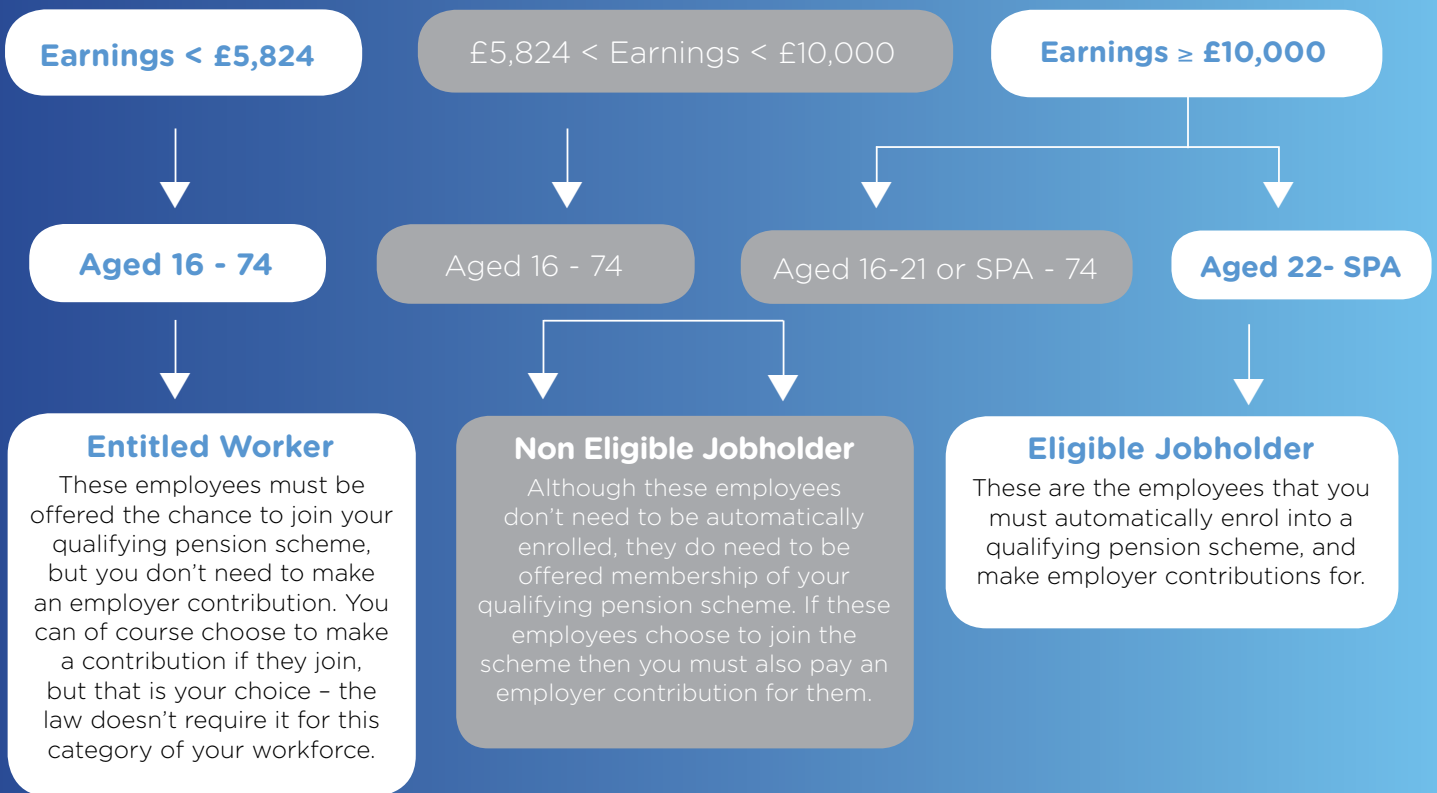 Earnings < £5,824
£5,824 < Earnings < £10,000
Earnings ≥ £10,000
Aged 16 - 74
Aged 16 - 74
Aged 16-21 or SPA - 74
Aged 22- SPA
Entitled Worker
These employees must be
offered the chance to join your
qualifying pension scheme,
but you don’t need to make
an employer contribution. You
can of course choose to make
a contribution if they join,
but that is your choice – the
law doesn’t require it for this
category of your workforce.
Non Eligible Jobholder
Although these employees
don’t need to be automatically
enrolled, they do need to be
offered membership of your
qualifying pension scheme. If these
employees choose to join the
scheme then you must also pay an
employer contribution for them.
Eligible Jobholder
These are the employees that you
must automatically enrol into a
qualifying pension scheme, and
make employer contributions for.